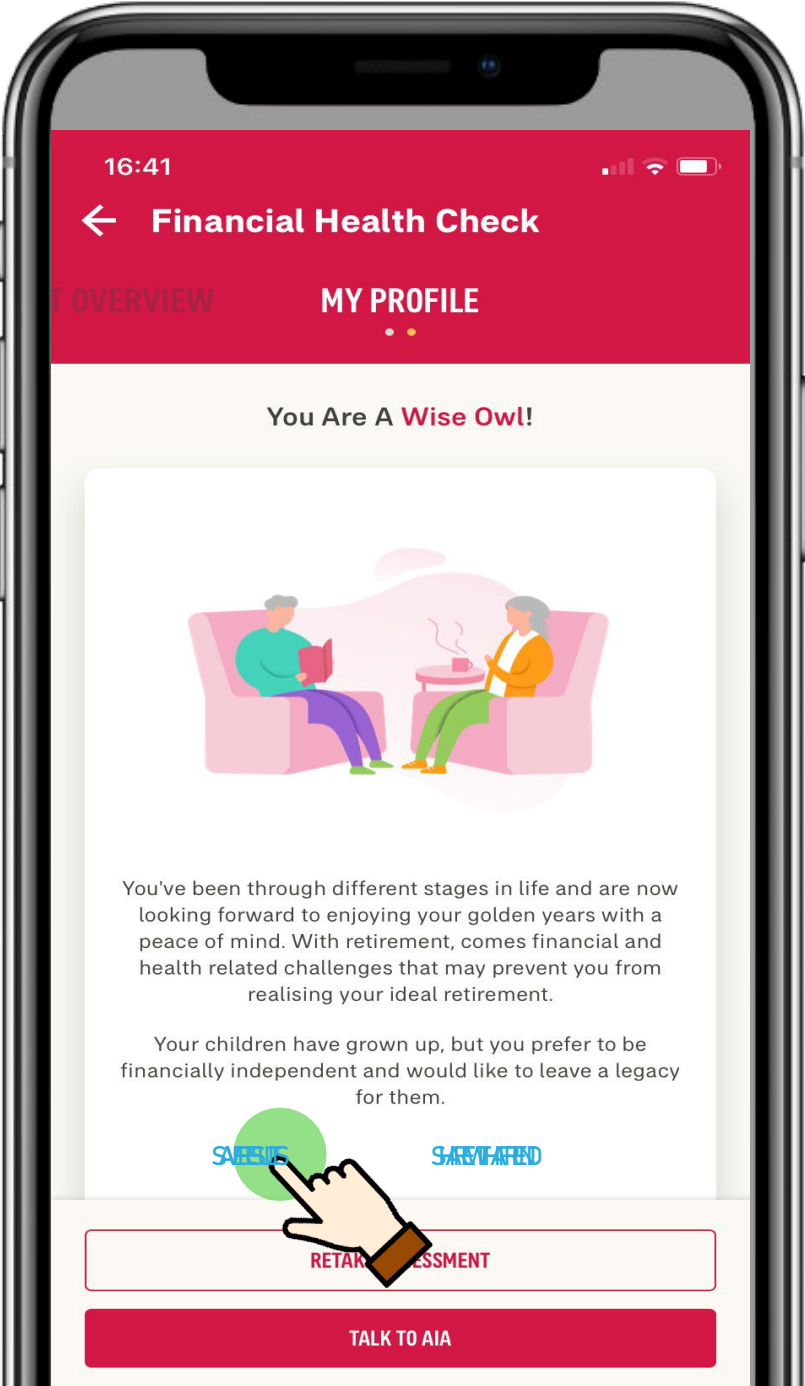 16:41
Financial Health Check
T OVERVIEW
MY PROFILE
You Are A Wise Owl!
You've been through different stages in life and are now
looking forward to enjoying your golden years with a
peace of mind. With retirement, comes financial and
health related challenges that may prevent you from
realising your ideal retirement.
Your children have grown up, but you prefer to be
financially independent and would like to leave a legacy
for them.
TALK TO AIA